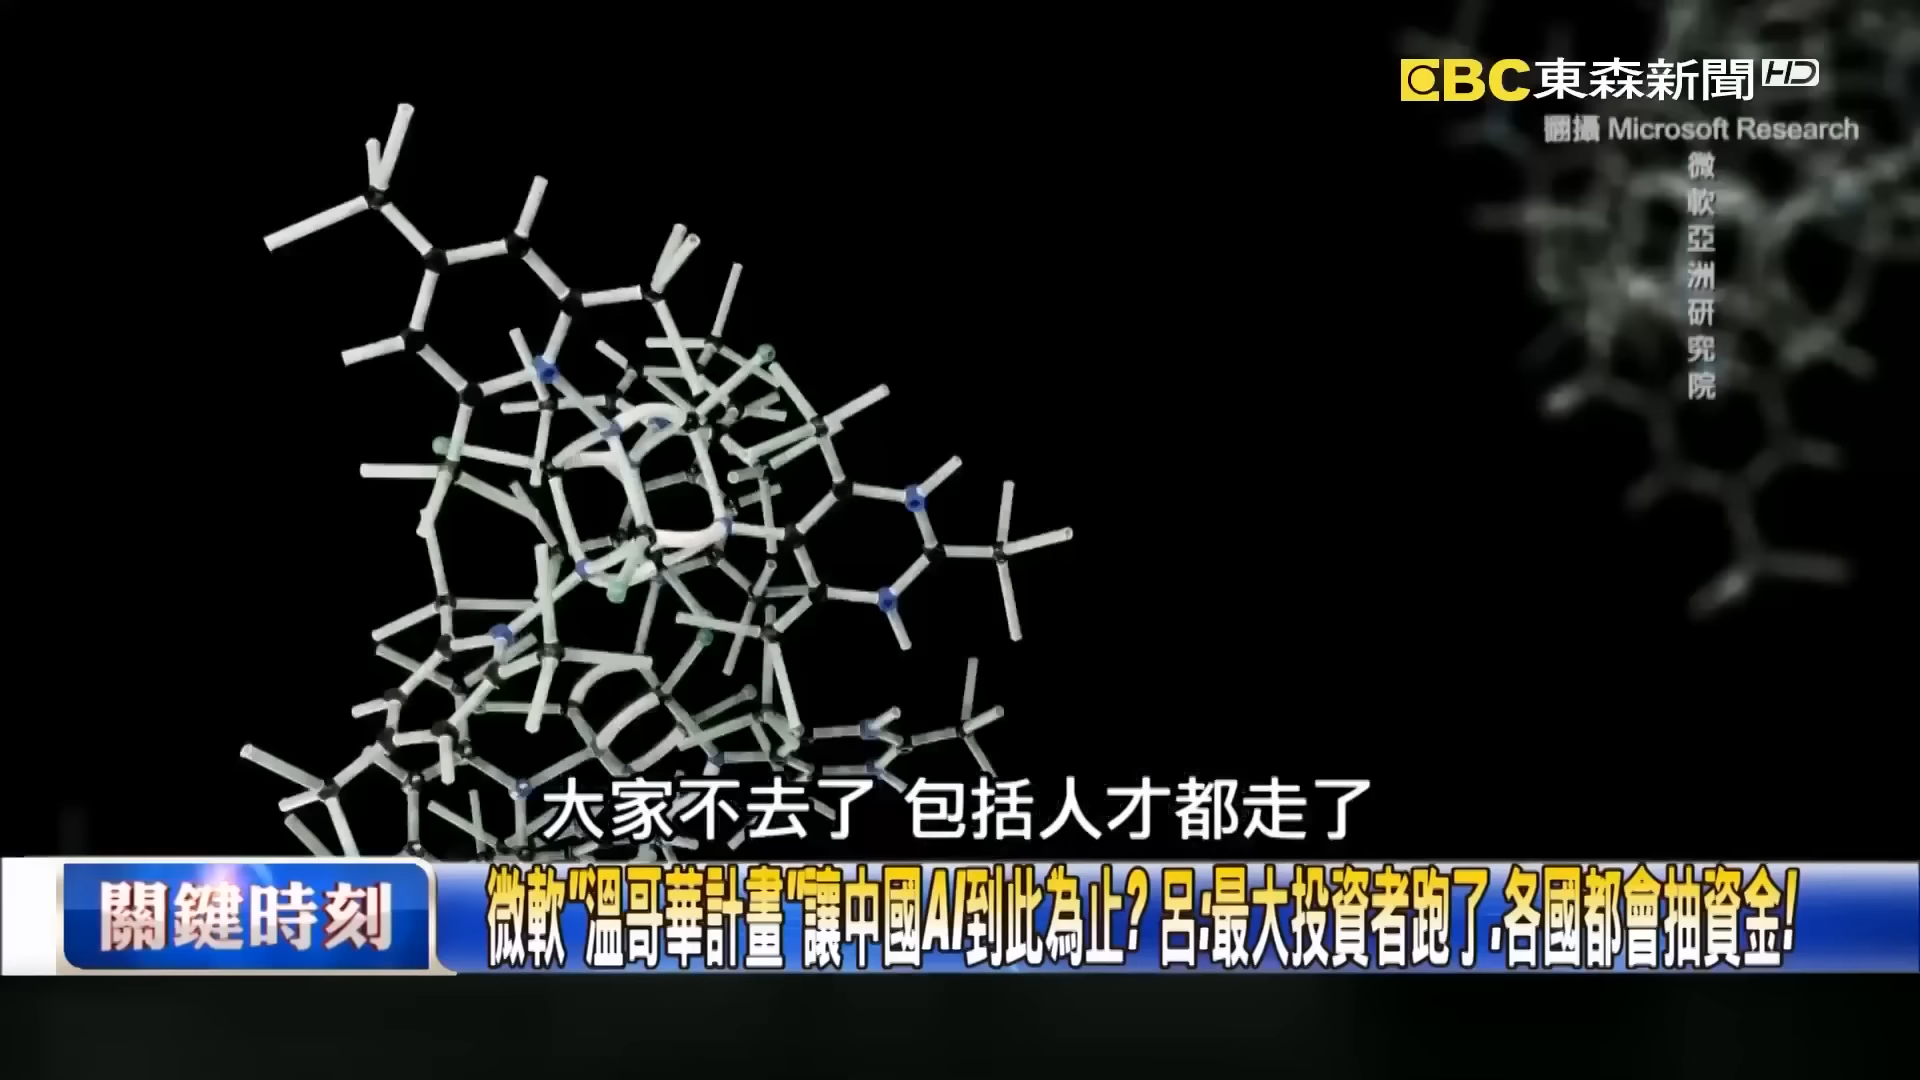 EBC東森新聞HD
翻攝 Microsoft Research
微軟亞洲研究院
大家不去了 包括人才都走了
關鍵時刻
微軟"溫哥華計畫"讓中國AI到此為止? 呂:最大投資者跑了,各國都會抽資金!